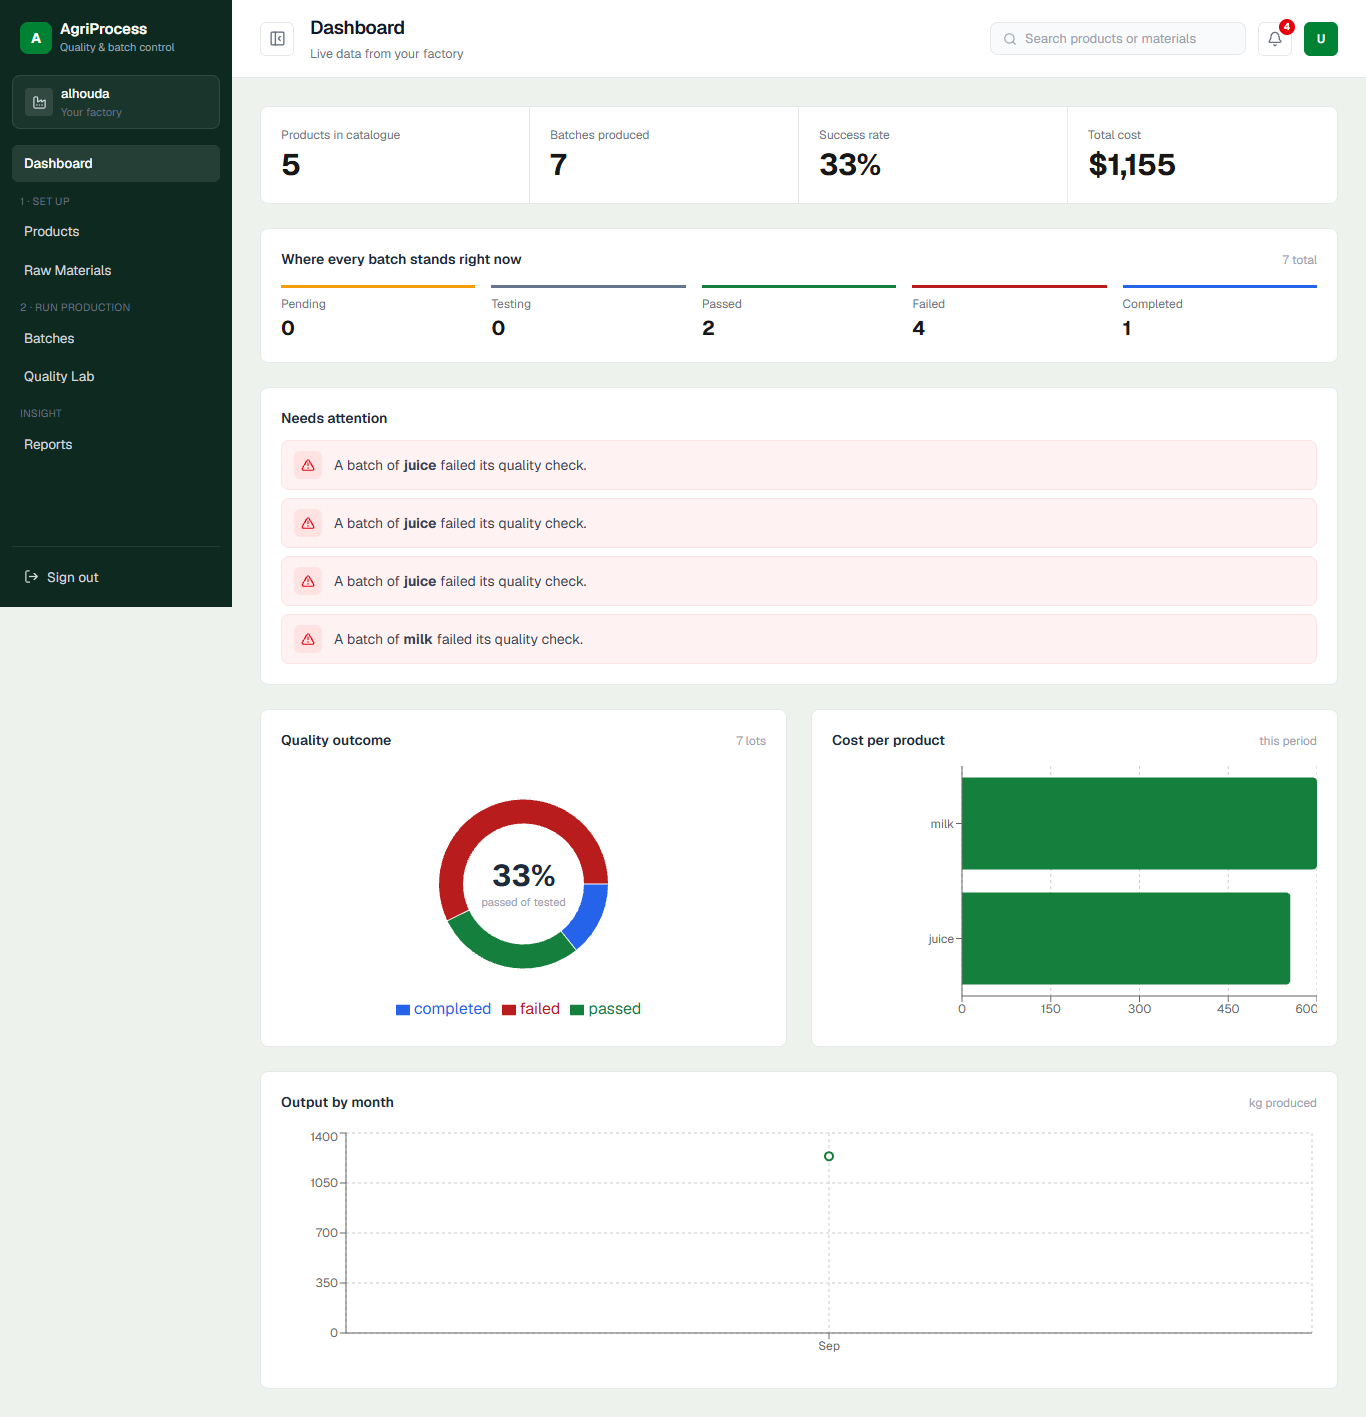 A
AgriProcess
Quality & batch control
alhouda
Your factory
Dashboard
1 · SET UP
Products
Raw Materials
2 · RUN PRODUCTION
Batches
Quality Lab
INSIGHT
Reports
Sign out
Dashboard
Live data from your factory
Search products or materials
4
U
Products in catalogue
5
Batches produced
7
Success rate
33%
Total cost
$1,155
Where every batch stands right now
7 total
Pending
0
Testing
0
Passed
2
Failed
4
Completed
1
Needs attention
A batch of juice failed its quality check.
A batch of juice failed its quality check.
A batch of juice failed its quality check.
A batch of milk failed its quality check.
Quality outcome
7 lots
33%
passed of tested
completed failed passed
Cost per product
this period
milk
juice
0 150 300 450 600
Output by month
kg produced
1400
1050
700
350
0
Sep